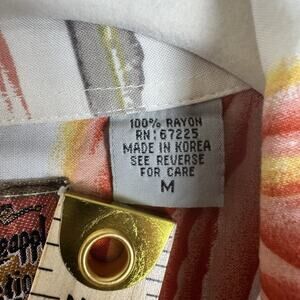 100% RAYON
RN: 67225
MADE IN KOREA
SEE REVERSE
FOR CARE
M